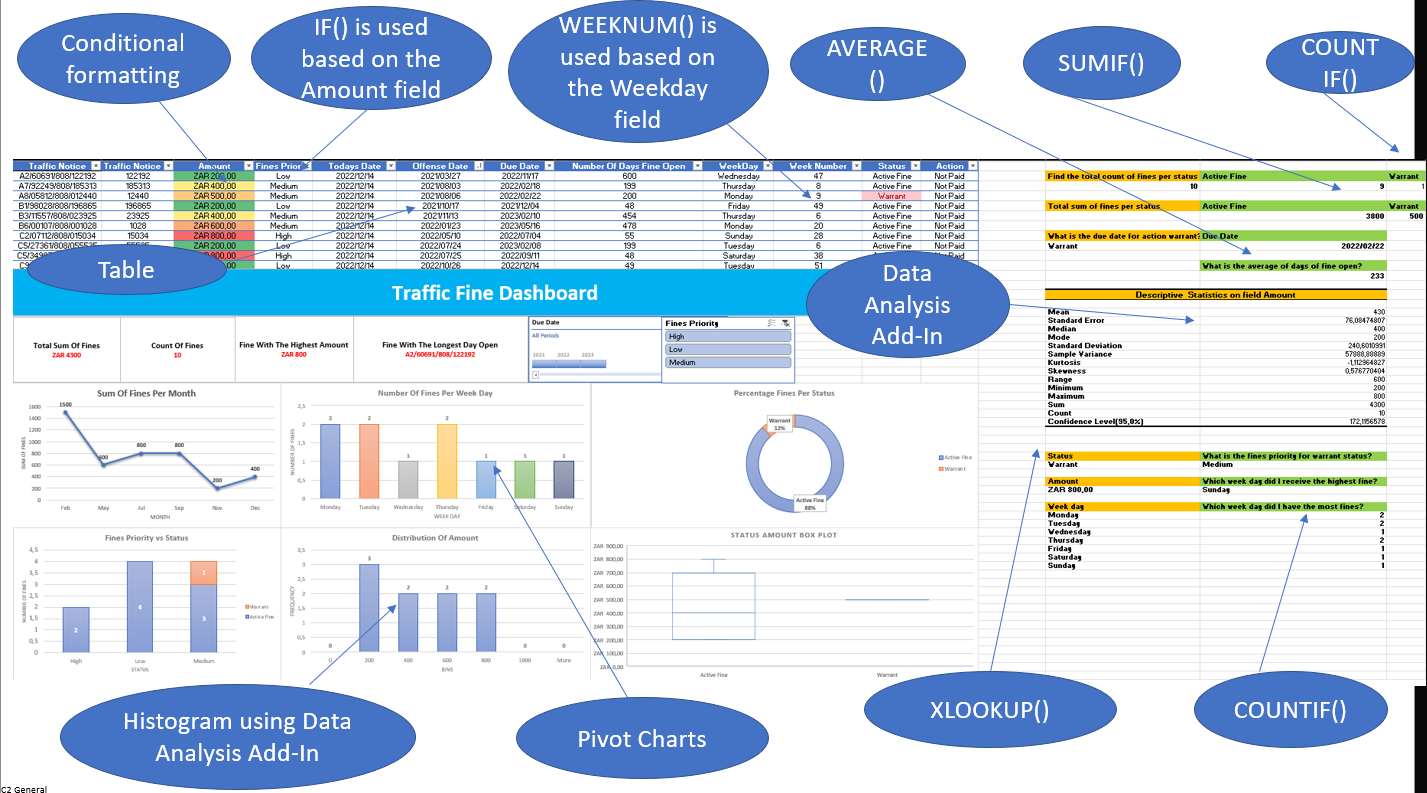 Conditional
formatting
IF() is used
based on the
Amount field
WEEKNUM() is
used based on
the Weekday
field
AVERAGE
()
SUMIF()
COUNT
IF()
Traffic Notice Traffic Notice Amount Fines Prior Todays Date Offense Date Due Date Number Of Days Fine Open WeekDay Week Number Status Action
A2/60691/808/122192 122192 ZAR 200,00 Low 2022/12/14 2021/03/27 2022/11/17 600 Wednesday 47 Active Fine Not Paid
A7/92249/808/185313 185313 ZAR 400,00 Medium 2022/12/14 2021/08/03 2022/02/18 199 Thursday 8 Active Fine Not Paid
A8/05812/808/012440 12440 ZAR 500,00 Medium 2022/12/14 2021/08/06 2022/02/22 200 Monday 9 Warrant Not Paid
B1/98028/808/196865 196865 ZAR 200,00 Low 2022/12/14 2021/10/17 2021/12/04 48 Friday 49 Active Fine Not Paid
B3/11557/808/023925 23925 ZAR 400,00 Medium 2022/12/14 2021/11/13 2023/02/10 454 Thursday 6 Active Fine Not Paid
B6/00107/808/001028 1028 ZAR 600,00 Medium 2022/12/14 2022/01/23 2023/05/16 478 Monday 20 Active Fine Not Paid
C2/07112/808/015034 15034 ZAR 800,00 High 2022/12/14 2022/05/10 2022/07/04 55 Sunday 28 Active Fine Not Paid
C5/27361/808/055535 ZAR 200,00 Low 2022/12/14 2022/07/24 2023/02/08 199 Tuesday 6 Active Fine Not Paid
800,00 High 2022/12/14 2022/07/25 2022/09/11 48 Saturday 38 Paid
Low 2022/12/14 2022/10/26 2022/12/14 49 Tuesday 51
Table
Data
Analysis
Add-In
Traffic Fine Dashboard
Total Sum Of Fines
ZAR 4300
Count Of Fines
10
Fine With The Highest Amount
ZAR 800
Fine With The Longest Day Open
A2/60691/808/122192
Due Date
All Periods
2021 2022 2023
Fines Priority
High
Low
Medium
Sum Of Fines Per Month
1600
1400
1200
1000
800
600
400
200
0
1500
600
800
800
200
400
Feb May Jul Sep Nov Dec
MONTH
SUM OF FINES
Number Of Fines Per Week Day
2,5
2
1,5
1
0,5
0
2 2 1 2 1 1 1
Monday Tuesday Wednesday Thursday Friday Saturday Sunday
WEEK DAY
NUMBER OF FINES
Percentage Fines Per Status
Warrant
12%
Active Fine
88%
Active Fine
Warrant
Fines Priority vs Status
4,5
4
3,5
3
2,5
2
1,5
1
0,5
0
2 4 3 1
High Low Medium
STATUS
NUMBER OF FINES
Warrant
Active Fine
Distribution Of Amount
3,5
3
2,5
2
1,5
1
0,5
0
0 3 2 2 2 0 0
0 200 400 600 800 1000 More
BINS
FREQUENCY
STATUS AMOUNT BOX PLOT
ZAR 900,00
ZAR 800,00
ZAR 700,00
ZAR 600,00
ZAR 500,00
ZAR 400,00
ZAR 300,00
ZAR 200,00
ZAR 100,00
ZAR 0,00
Active Fine Warrant
Find the total count of fines per status Active Fine Warrant
10 9 1
Total sum of fines per status Active Fine Warrant
3800 500
What is the due date for action warrant? Due Date
Warrant 2022/02/22
What is the average of days of fine open?
233
Descriptive Statistics on field Amount
Mean 430
Standard Error 76,08474807
Median 400
Mode 200
Standard Deviation 240,6010991
Sample Variance 57888,88889
Kurtosis -1,112964827
Skewness 0,576770404
Range 600
Minimum 200
Maximum 800
Sum 4300
Count 10
Confidence Level(95,0%) 172,1156578
Status What is the fines priority for warrant status?
Warrant Medium
Amount Which week day did I receive the highest fine?
ZAR 800,00 Sunday
Week day Which week day did I have the most fines?
Monday 2
Tuesday 2
Wednesday 1
Thursday 2
Friday 1
Saturday 1
Sunday 1
Histogram using Data
Analysis Add-In
Pivot Charts
XLOOKUP()
COUNTIF()
C2 General